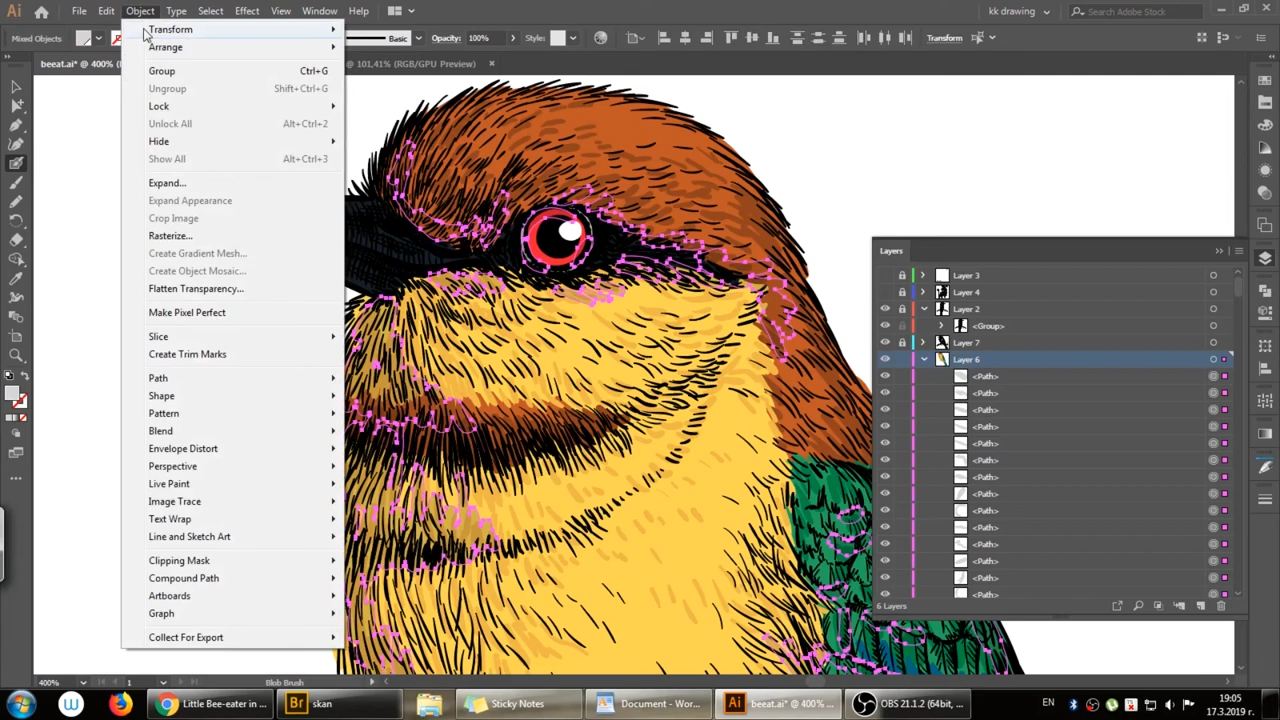 Ai File Edit Object Type Select Effect View Window Help kk drawing Search Adobe Stock
Mixed Objects Basic Opacity: 100% Style: Transform
beeat.ai* @ 400% ( @ 101,41% (RGB/GPU Preview)
Transform
Arrange
Group Ctrl+G
Ungroup Shift+Ctrl+G
Lock
Unlock All Alt+Ctrl+2
Hide
Show All Alt+Ctrl+3
Expand...
Expand Appearance
Crop Image
Rasterize...
Create Gradient Mesh...
Create Object Mosaic...
Flatten Transparency...
Make Pixel Perfect
Slice
Create Trim Marks
Path
Shape
Pattern
Blend
Envelope Distort
Perspective
Live Paint
Image Trace
Text Wrap
Line and Sketch Art
Clipping Mask
Compound Path
Artboards
Graph
Collect For Export
Layers
Layer 3
Layer 4
Layer 2
<Group>
Layer 7
Layer 6
<Path>
<Path>
<Path>
<Path>
<Path>
<Path>
<Path>
<Path>
<Path>
<Path>
<Path>
<Path>
<Path>
<Path>
6 Layers
400% 1 Blob Brush
Little Bee-eater in ... Br skan Sticky Notes Document - Wor... Ai beeat.ai* @ 400% ... OBS 21.1.2 (64bit, ... EN 19:05
17.3.2019 г.